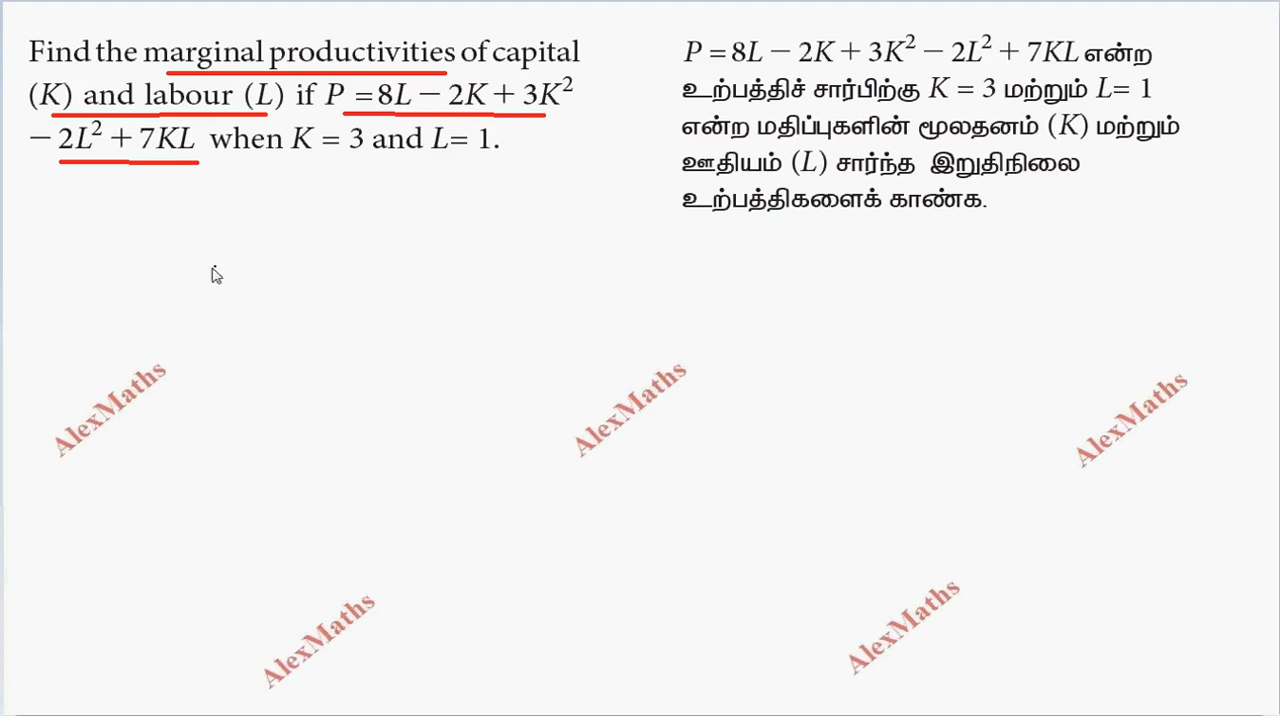 Find the marginal productivities of capital
(K) and labour (L) if P = 8L − 2K + 3K²
− 2L² + 7KL when K = 3 and L= 1.
P = 8L − 2K + 3K² − 2L² + 7KL என்ற
உற்பத்திச் சார்பிற்கு K = 3 மற்றும் L= 1
என்ற மதிப்புகளின் மூலதனம் (K) மற்றும்
ஊதியம் (L) சார்ந்த இறுதிநிலை
உற்பத்திகளைக் காண்க.
AlexMaths
AlexMaths
AlexMaths
AlexMaths
AlexMaths